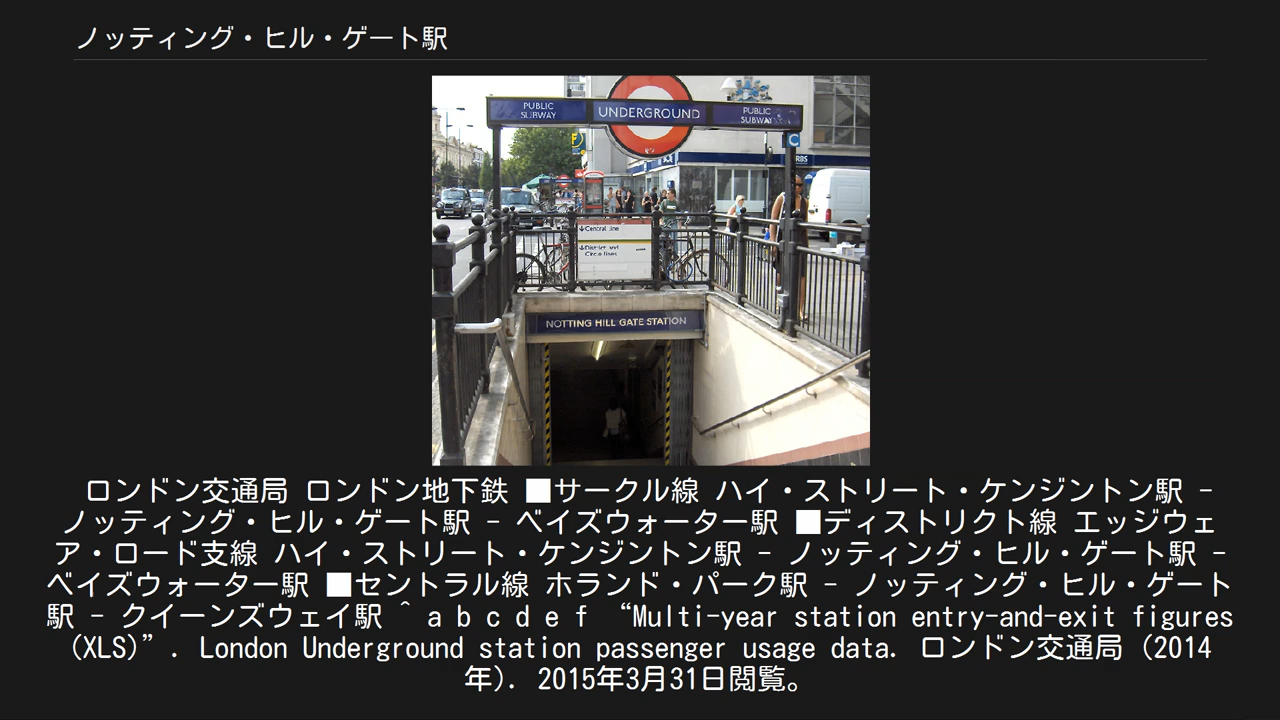 ノッティング・ヒル・ゲート駅
PUBLIC SUBWAY
UNDERGROUND
PUBLIC SUBWAY
F
C
RBS
Central line
District and
Circle lines
NOTTING HILL GATE STATION
ロンドン交通局 ロンドン地下鉄 ■サークル線 ハイ・ストリート・ケンジントン駅 -
ノッティング・ヒル・ゲート駅 - ベイズウォーター駅 ■ディストリクト線 エッジウェ
ア・ロード支線 ハイ・ストリート・ケンジントン駅 - ノッティング・ヒル・ゲート駅 -
ベイズウォーター駅 ■セントラル線 ホランド・パーク駅 - ノッティング・ヒル・ゲート
駅 - クイーンズウェイ駅 ^ a b c d e f “Multi-year station entry-and-exit figures
(XLS)”. London Underground station passenger usage data. ロンドン交通局 (2014
年). 2015年3月31日閲覧。